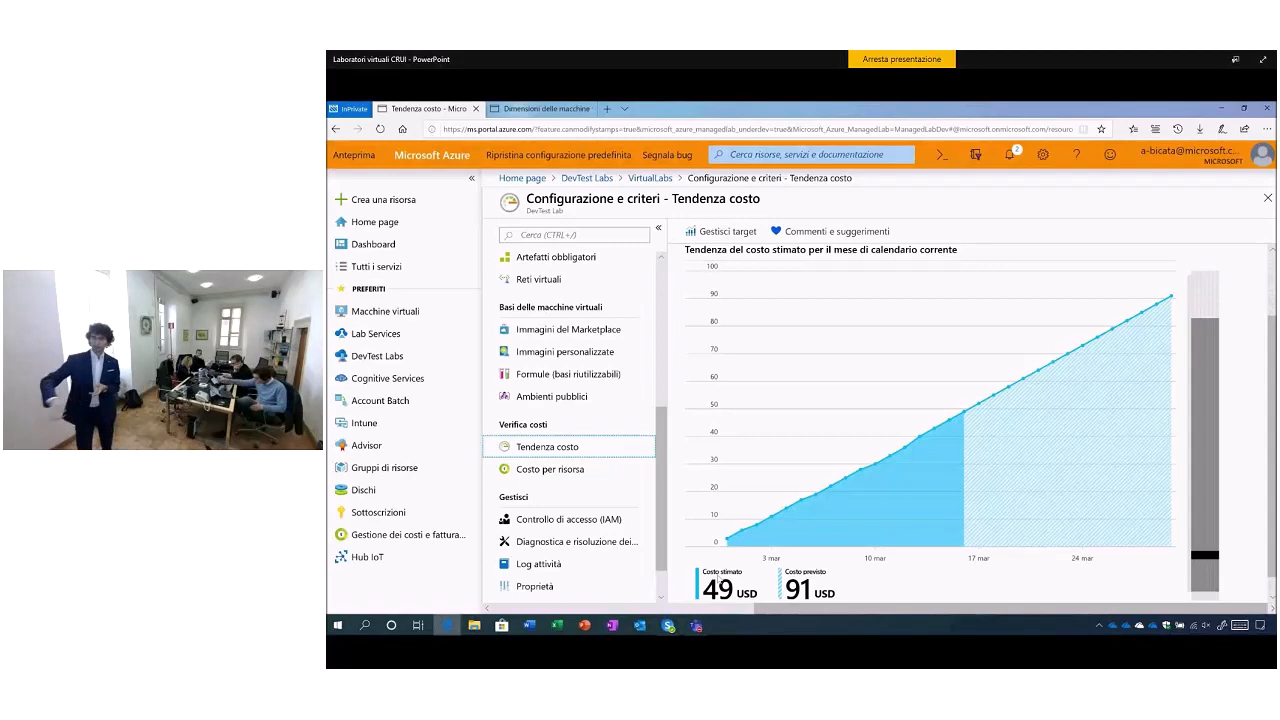 Laboratori virtuali CRUI - PowerPoint
Arresta presentazione
InPrivate
Tendenza costo - Micro
Dimensioni delle macchine
https://ms.portal.azure.com/?feature.canmodifystamps=true&microsoft_azure_managedlab_underdev=true&Microsoft_Azure_ManagedLab=ManagedLabDev#@microsoft.onmicrosoft.com/resourc
Anteprima
Microsoft Azure
Ripristina configurazione predefinita
Segnala bug
Cerca risorse, servizi e documentazione
2
a-bicata@microsoft.c...
MICROSOFT
Crea una risorsa
Home page
Dashboard
Tutti i servizi
PREFERITI
Macchine virtuali
Lab Services
DevTest Labs
Cognitive Services
Account Batch
Intune
Advisor
Gruppi di risorse
Dischi
Sottoscrizioni
Gestione dei costi e fattura...
Hub IoT
Home page > DevTest Labs > VirtualLabs > Configurazione e criteri - Tendenza costo
Configurazione e criteri - Tendenza costo
DevTest Lab
Cerca (CTRL+/)
Artefatti obbligatori
Reti virtuali
Basi delle macchine virtuali
Immagini del Marketplace
Immagini personalizzate
Formule (basi riutilizzabili)
Ambienti pubblici
Verifica costi
Tendenza costo
Costo per risorsa
Gestisci
Controllo di accesso (IAM)
Diagnostica e risoluzione dei...
Log attività
Proprietà
Gestisci target
Commenti e suggerimenti
Tendenza del costo stimato per il mese di calendario corrente
100
90
80
70
60
50
40
30
20
10
0
3 mar
10 mar
17 mar
24 mar
Costo stimato
49 USD
Costo previsto
91 USD